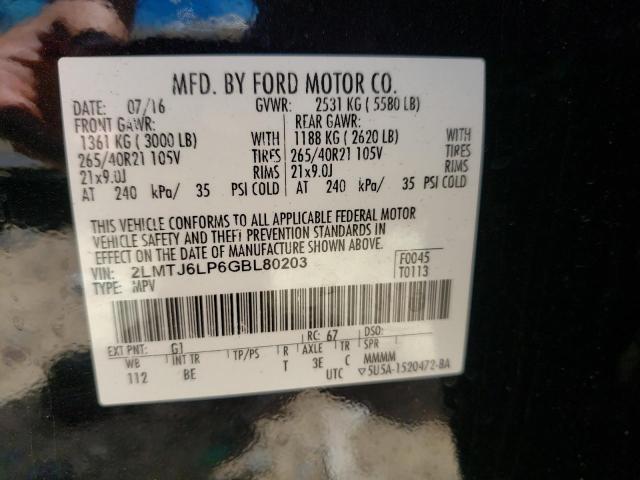 MFD. BY FORD MOTOR CO.
DATE: 07/16 GVWR: 2531 KG ( 5580 LB)
FRONT GAWR: REAR GAWR:
1361 KG ( 3000 LB) WITH 1188 KG ( 2620 LB) WITH
265/40R21 105V TIRES 265/40R21 105V TIRES
21x9.0J RIMS 21x9.0J RIMS
AT 240 kPa/ 35 PSI COLD AT 240 kPa/ 35 PSI COLD
THIS VEHICLE CONFORMS TO ALL APPLICABLE FEDERAL MOTOR
VEHICLE SAFETY AND THEFT PREVENTION STANDARDS IN
EFFECT ON THE DATE OF MANUFACTURE SHOWN ABOVE.
VIN: 2LMTJ6LP6GBL80203 F0045
TYPE: MPV T0113
EXT PNT: G1 RC: 67 DSO:
WB INT TR TP/PS R AXLE TR SPR
112 BE T 3E C MMMM
UTC ▽5U5A-1520472-BA